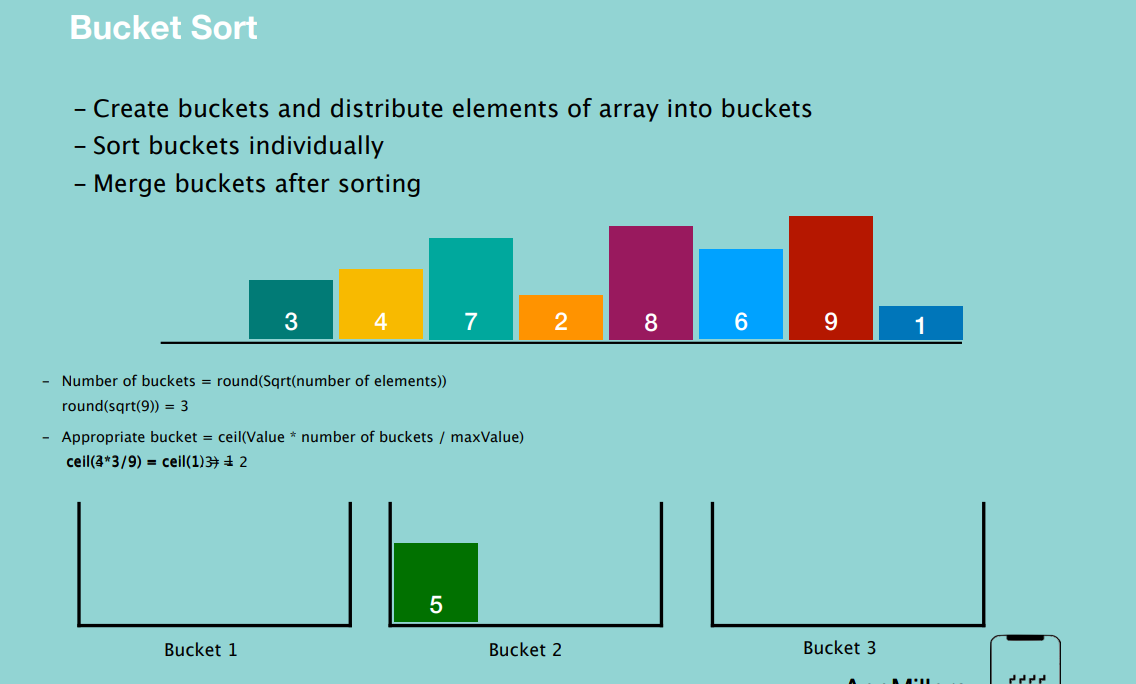 Bucket Sort
– Create buckets and distribute elements of array into buckets
– Sort buckets individually
– Merge buckets after sorting
3 4 7 2 8 6 9 1
– Number of buckets = round(Sqrt(number of elements))
round(sqrt(9)) = 3
– Appropriate bucket = ceil(Value * number of buckets / maxValue)
5
Bucket 1 Bucket 2 Bucket 3